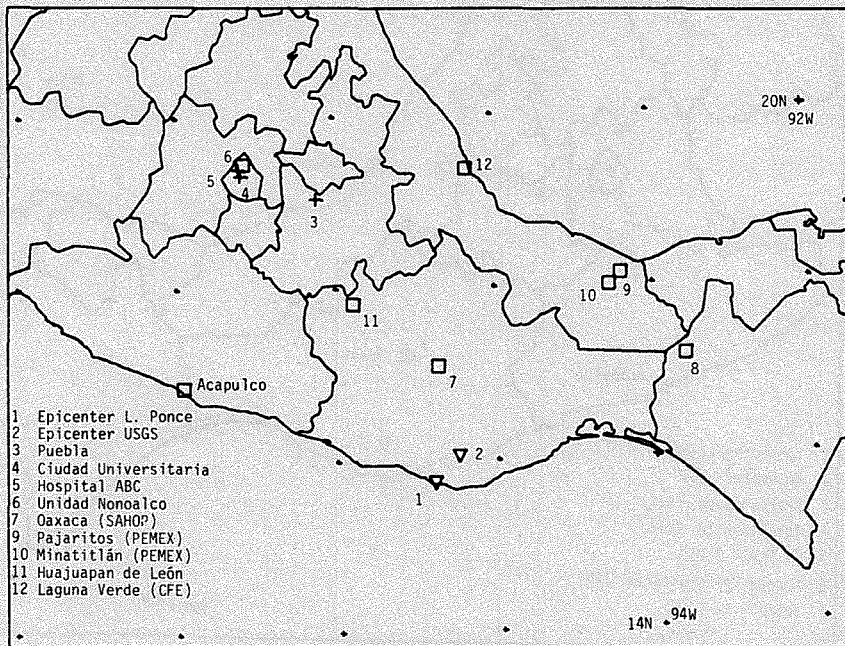 20N
92W
6
5
4
3
12
10
9
11
8
7
Acapulco
2
1
1 Epicenter L. Ponce
2 Epicenter USGS
3 Puebla
4 Ciudad Universitaria
5 Hospital ABC
6 Unidad Nonoalco
7 Oaxaca (SAHOP)
9 Pajaritos (PEMEX)
10 Minatitlán (PEMEX)
11 Huajuapan de León
12 Laguna Verde (CFE)
14N
94W